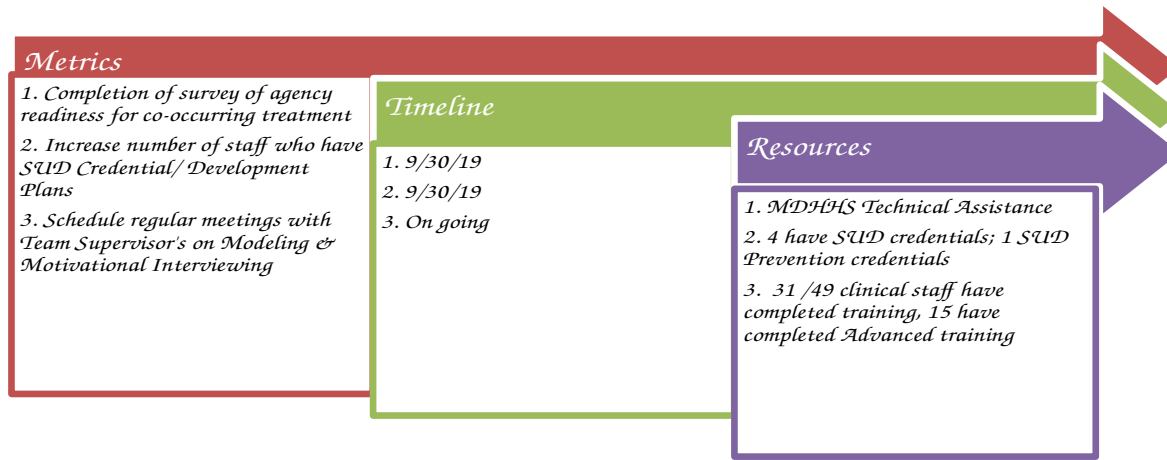 Metrics
1. Completion of survey of agency
readiness for co-occurring treatment
2. Increase number of staff who have
SUD Credential/ Development
Plans
3. Schedule regular meetings with
Team Supervisor's on Modeling &
Motivational Interviewing
Timeline
1. 9/30/19
2. 9/30/19
3. On going
Resources
1. MDHHS Technical Assistance
2. 4 have SUD credentials; 1 SUD
Prevention credentials
3. 31 /49 clinical staff have
completed training, 15 have
completed Advanced training